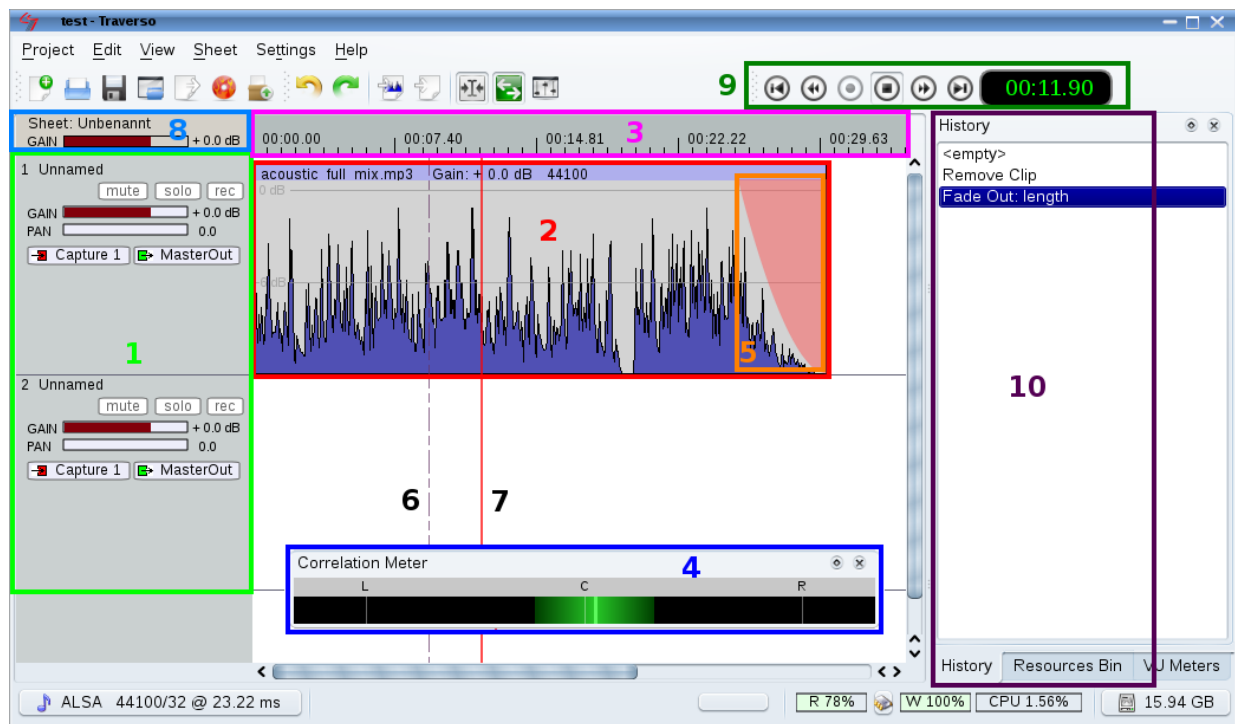 test - Traverso
Project Edit View Sheet Settings Help
9
00:11.90
Sheet: Unbenannt
8
GAIN + 0.0 dB
00:00.00 00:07.40 00:14.81 3 00:22.22 00:29.63
History
<empty>
Remove Clip
Fade Out: length
1 Unnamed
mute solo rec
GAIN + 0.0 dB
PAN 0.0
Capture 1 MasterOut
1
acoustic_full_mix.mp3 Gain: + 0.0 dB 44100
0 dB
2
-6 dB
5
2 Unnamed
mute solo rec
GAIN + 0.0 dB
PAN 0.0
Capture 1 MasterOut
10
6 7
Correlation Meter 4
L C R
History Resources Bin VU Meters
ALSA 44100/32 @ 23.22 ms
R 78% W 100% CPU 1.56% 15.94 GB